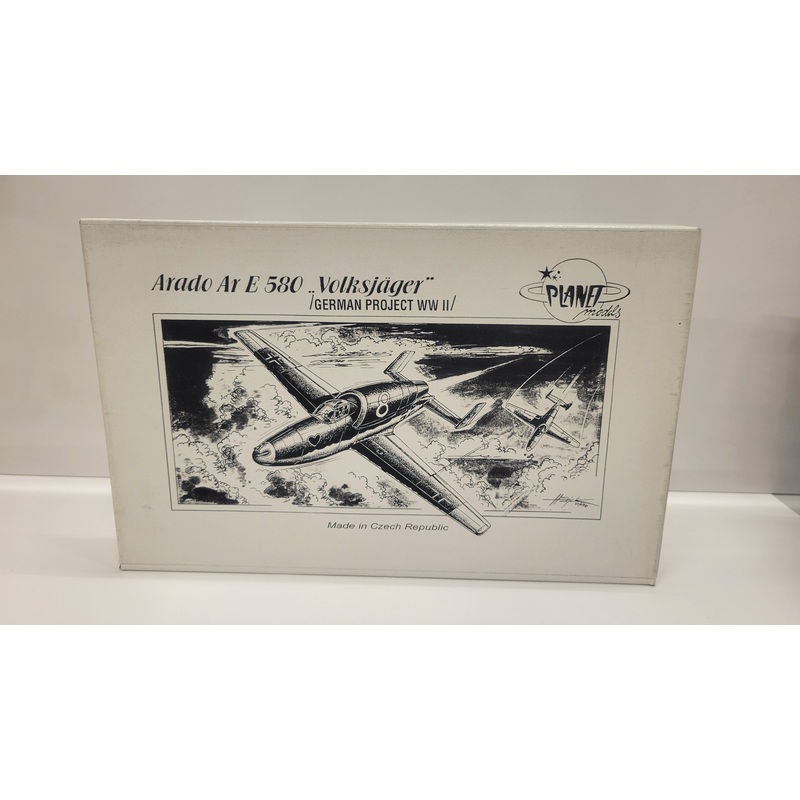 Arado Ar E 580 „Volksjäger"
/GERMAN PROJECT WW II/
PLANET
models
8
Made in Czech Republic